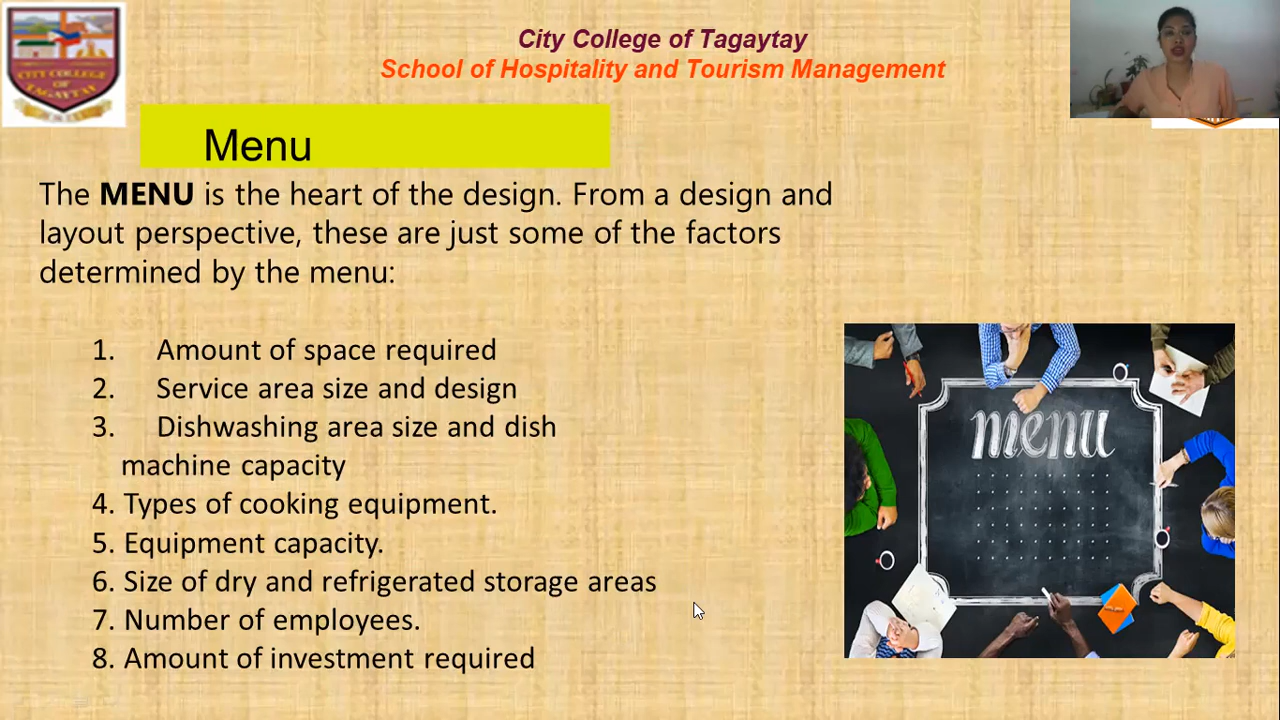 City College of Tagaytay
School of Hospitality and Tourism Management
CITY COLLEGE
OF
TAGAYTAY
Menu
The MENU is the heart of the design. From a design and
layout perspective, these are just some of the factors
determined by the menu:
1. Amount of space required
2. Service area size and design
3. Dishwashing area size and dish
machine capacity
4. Types of cooking equipment.
5. Equipment capacity.
6. Size of dry and refrigerated storage areas
7. Number of employees.
8. Amount of investment required
menu